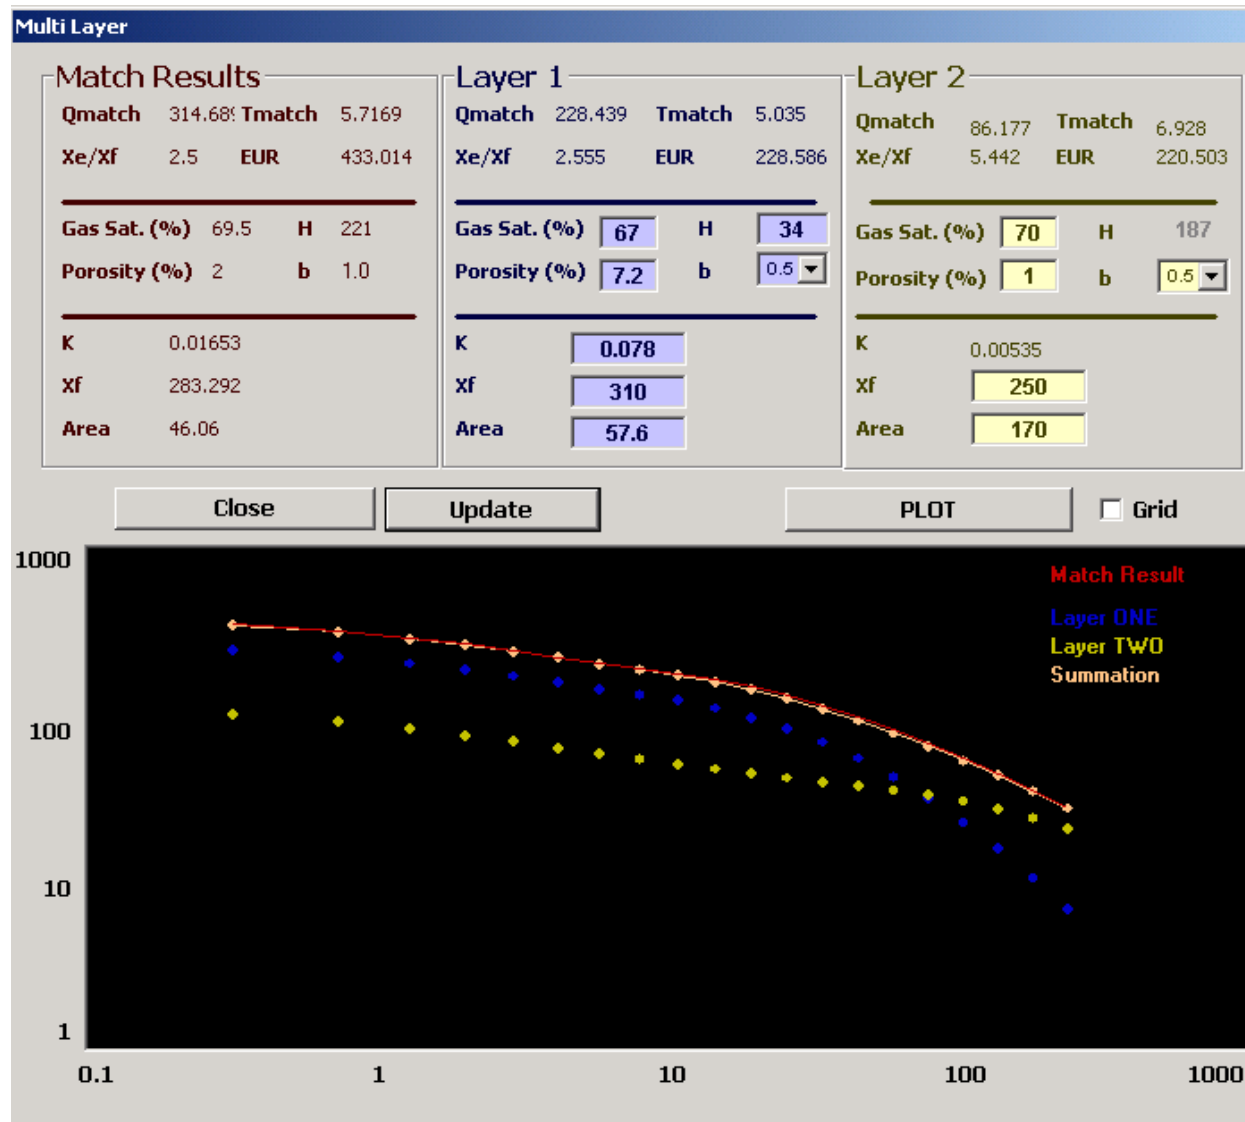 Multi Layer
Match Results
Qmatch 314.689 Tmatch 5.7169
Xe/Xf 2.5 EUR 433.014
Gas Sat. (%) 69.5 H 221
Porosity (%) 2 b 1.0
K 0.01653
Xf 283.292
Area 46.06
Layer 1
Qmatch 228.439 Tmatch 5.035
Xe/Xf 2.555 EUR 228.586
Gas Sat. (%) 67 H 34
Porosity (%) 7.2 b 0.5
K 0.078
Xf 310
Area 57.6
Layer 2
Qmatch 86.177 Tmatch 6.928
Xe/Xf 5.442 EUR 220.503
Gas Sat. (%) 70 H 187
Porosity (%) 1 b 0.5
K 0.00535
Xf 250
Area 170
Close Update PLOT Grid
1000
100
10
1
0.1 1 10 100 1000
Match Result
Layer ONE
Layer TWO
Summation